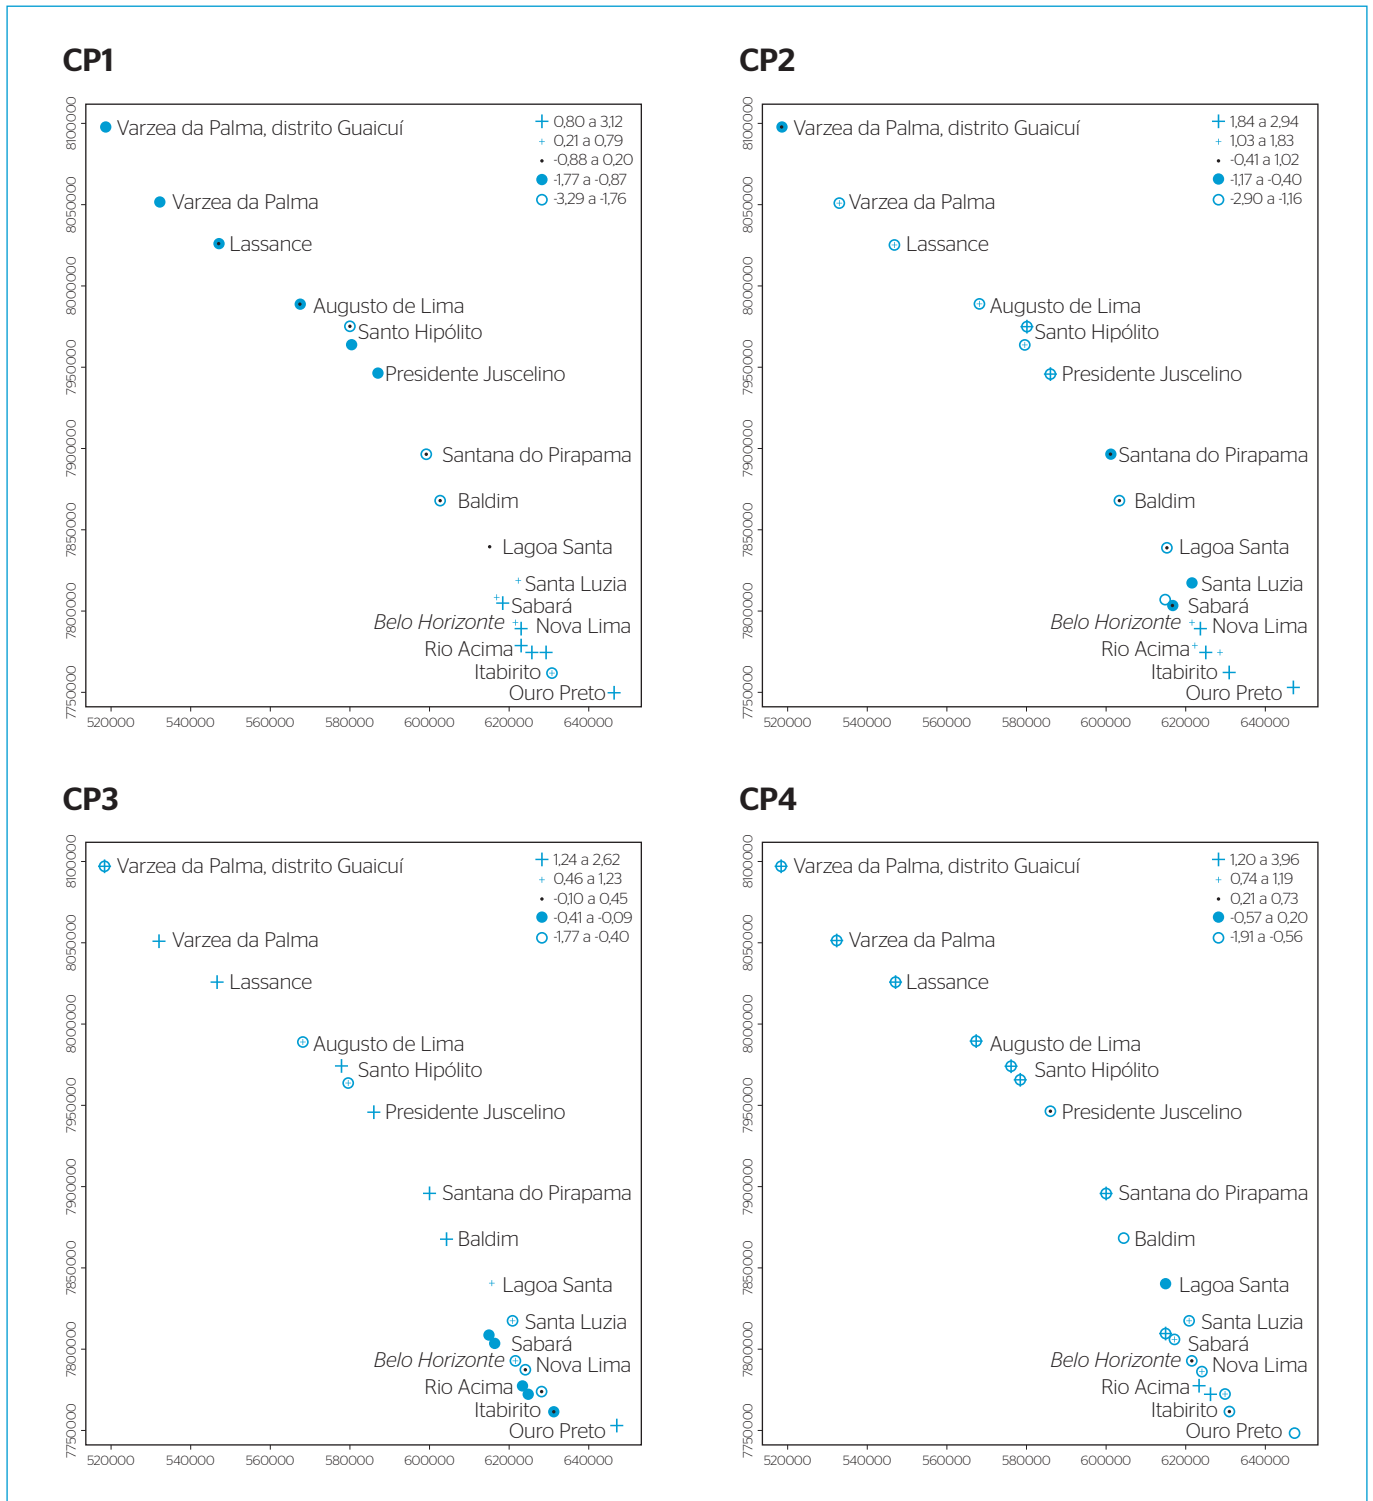 CP1
8100000
8050000
8000000
7950000
7900000
7850000
7800000
7750000
Varzea da Palma, distrito Guaicuí
Varzea da Palma
Lassance
Augusto de Lima
Santo Hipólito
Presidente Juscelino
Santana do Pirapama
Baldim
Lagoa Santa
Santa Luzia
Sabará
Belo Horizonte
Nova Lima
Rio Acima
Itabirito
Ouro Preto
0,80 a 3,12
0,21 a 0,79
-0,88 a 0,20
-1,77 a -0,87
-3,29 a -1,76
520000 540000 560000 580000 600000 620000 640000
CP2
8100000
8050000
8000000
7950000
7900000
7850000
7800000
7750000
Varzea da Palma, distrito Guaicuí
Varzea da Palma
Lassance
Augusto de Lima
Santo Hipólito
Presidente Juscelino
Santana do Pirapama
Baldim
Lagoa Santa
Santa Luzia
Sabará
Belo Horizonte
Nova Lima
Rio Acima
Itabirito
Ouro Preto
1,84 a 2,94
1,03 a 1,83
-0,41 a 1,02
-1,17 a -0,40
-2,90 a -1,16
520000 540000 560000 580000 600000 620000 640000
CP3
8100000
8050000
8000000
7950000
7900000
7850000
7800000
7750000
Varzea da Palma, distrito Guaicuí
Varzea da Palma
Lassance
Augusto de Lima
Santo Hipólito
Presidente Juscelino
Santana do Pirapama
Baldim
Lagoa Santa
Santa Luzia
Sabará
Belo Horizonte
Nova Lima
Rio Acima
Itabirito
Ouro Preto
1,24 a 2,62
0,46 a 1,23
-0,10 a 0,45
-0,41 a -0,09
-1,77 a -0,40
520000 540000 560000 580000 600000 620000 640000
CP4
8100000
8050000
8000000
7950000
7900000
7850000
7800000
7750000
Varzea da Palma, distrito Guaicuí
Varzea da Palma
Lassance
Augusto de Lima
Santo Hipólito
Presidente Juscelino
Santana do Pirapama
Baldim
Lagoa Santa
Santa Luzia
Sabará
Belo Horizonte
Nova Lima
Rio Acima
Itabirito
Ouro Preto
1,20 a 3,96
0,74 a 1,19
0,21 a 0,73
-0,57 a 0,20
-1,91 a -0,56
520000 540000 560000 580000 600000 620000 640000